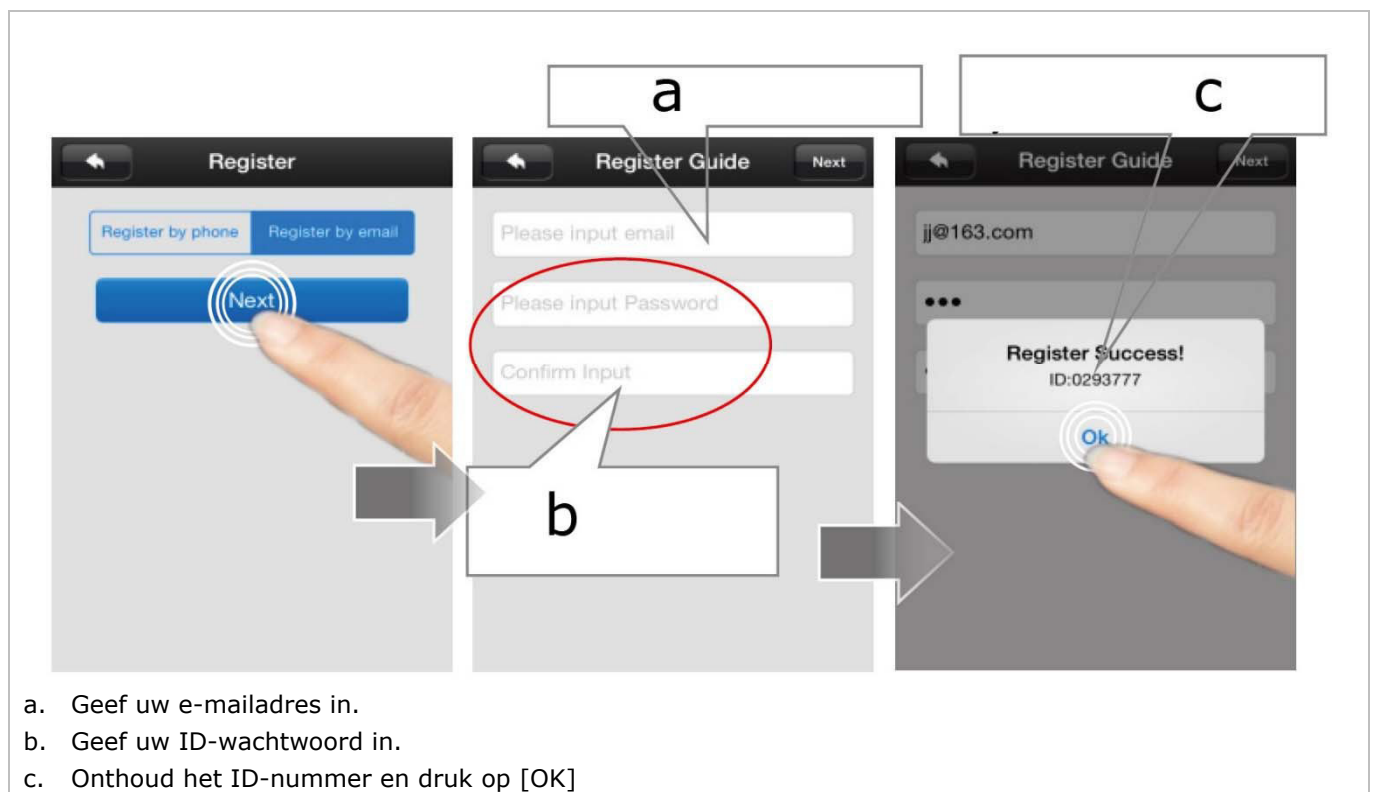 a
c
Register
Register by phone
Register by email
Next
Register Guide
Next
Please input email
Please input Password
Confirm Input
b
Register Guide
Next
jj@163.com
•••
Register Success!
ID:0293777
Ok
a. Geef uw e-mailadres in.
b. Geef uw ID-wachtwoord in.
c. Onthoud het ID-nummer en druk op [OK]